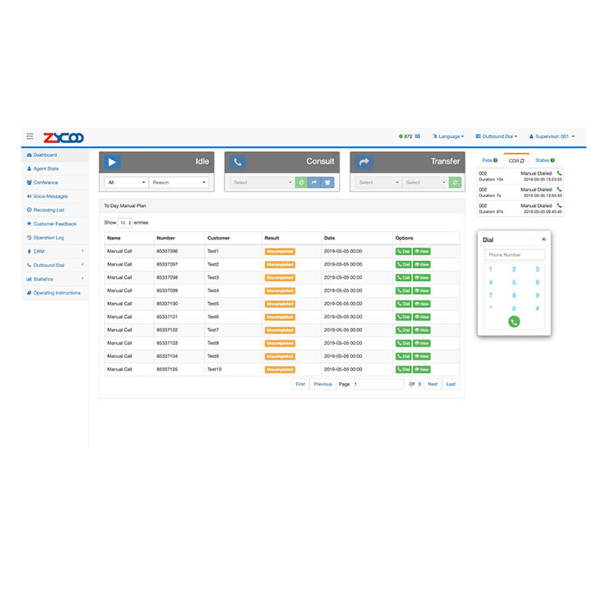 ZYCOO
870
Language
Outbound Dial
Supervisor: 001
Dashboard
Agent State
Conference
Voice Messages
Recording List
Customer Feedback
Operation Log
CRM
Outbound Dial
Statistics
Operating Instructions
Idle
All
Reason
Consult
Select
Transfer
Select
Select
To Day Manual Plan
Show 10 entries
Name Number Customer Result Date Options
Manual Call 85337096 Test1 Uncompleted 2019-05-05 00:00 Dial View
Manual Call 85337097 Test2 Uncompleted 2019-05-05 00:00 Dial View
Manual Call 85337098 Test3 Uncompleted 2019-05-05 00:00 Dial View
Manual Call 85337099 Test4 Uncompleted 2019-05-05 00:00 Dial View
Manual Call 85337100 Test5 Uncompleted 2019-05-05 00:00 Dial View
Manual Call 85337101 Test6 Uncompleted 2019-05-05 00:00 Dial View
Manual Call 85337102 Test7 Uncompleted 2019-05-05 00:00 Dial View
Manual Call 85337103 Test8 Uncompleted 2019-05-05 00:00 Dial View
Manual Call 85337104 Test9 Uncompleted 2019-05-05 00:00 Dial View
Manual Call 85337105 Test10 Uncompleted 2019-05-05 00:00 Dial View
First Previous Page 1 Of 3 Next Last
CDR States
002 Manual Dialed
Duration: 15s 2019-05-05 15:23:55
002 Manual Dialed
Duration: 7s
002 Manual Dialed
Duration: 97s 2019-05-05 09:45:45
Dial
Phone Number
1 2 3
4 5 6
7 8 9
* 0 #